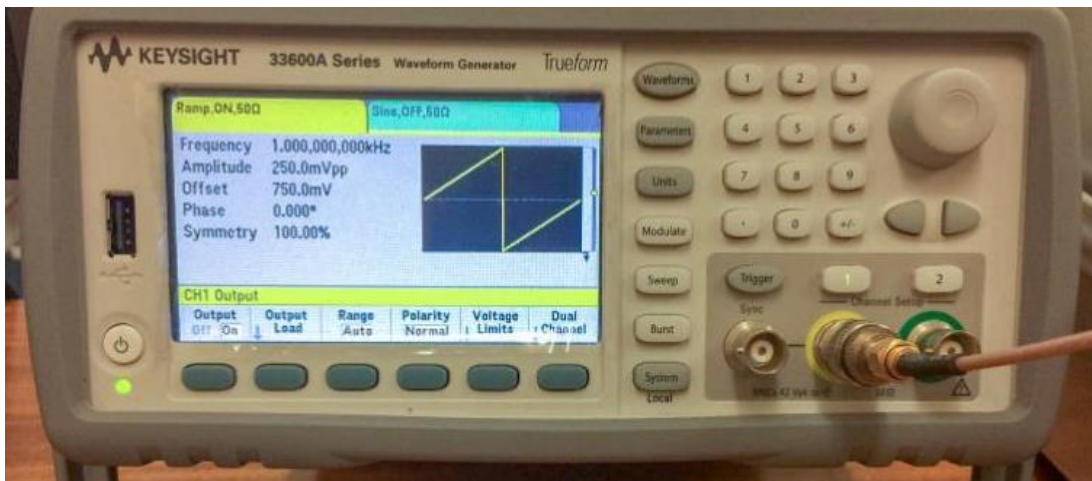 KEYSIGHT 33600A Series Waveform Generator Trueform
Ramp,ON,50Ω
Sine,OFF,50Ω
Frequency 1.000,000,000kHz
Amplitude 250.0mVpp
Offset 750.0mV
Phase 0.000°
Symmetry 100.00%
CH1 Output
Output Output Range Polarity Voltage Dual
Off On Load Auto Normal Limits Channel
Waveforms
Parameters
Units
Modulate
Sweep
Burst
System
Local
1 2 3
4 5 6
7 8 9
. 0 +/-
Trigger
1 2
Channel Setup
Sync
50Ω